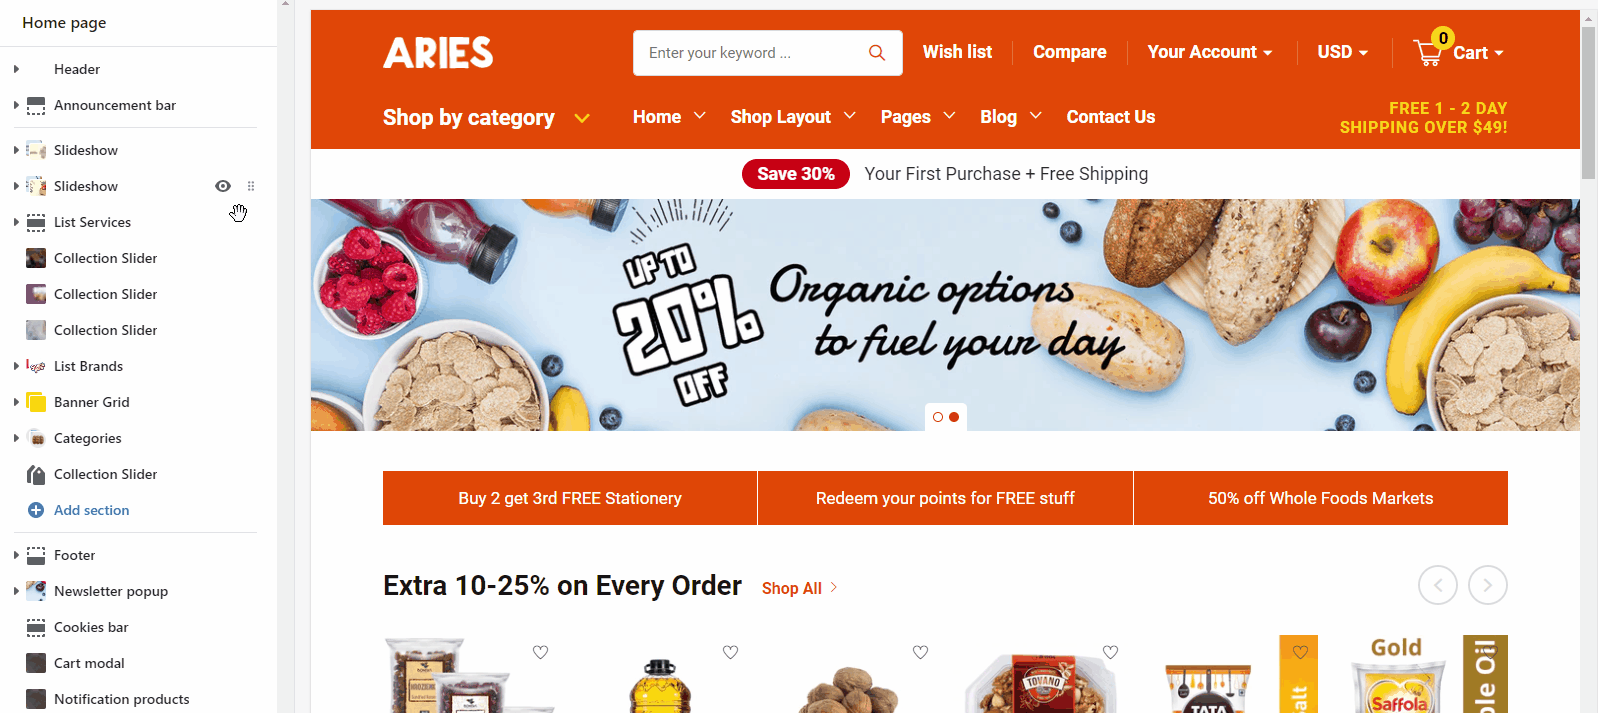 Home page
Header
Announcement bar
Slideshow
Slideshow
List Services
Collection Slider
Collection Slider
Collection Slider
List Brands
Banner Grid
Categories
Collection Slider
Add section
Footer
Newsletter popup
Cookies bar
Cart modal
Notification products
ARIES
Enter your keyword ...
Wish list
Compare
Your Account
USD
0
Cart
Shop by category
Home
Shop Layout
Pages
Blog
Contact Us
FREE 1 - 2 DAY
SHIPPING OVER $49!
Save 30%
Your First Purchase + Free Shipping
UP TO
20%
OFF
Organic options
to fuel your day
Buy 2 get 3rd FREE Stationery
Redeem your points for FREE stuff
50% off Whole Foods Markets
Extra 10-25% on Every Order
Shop All
TOVANO
TATA
alt
Gold
Saffola
ole Oil